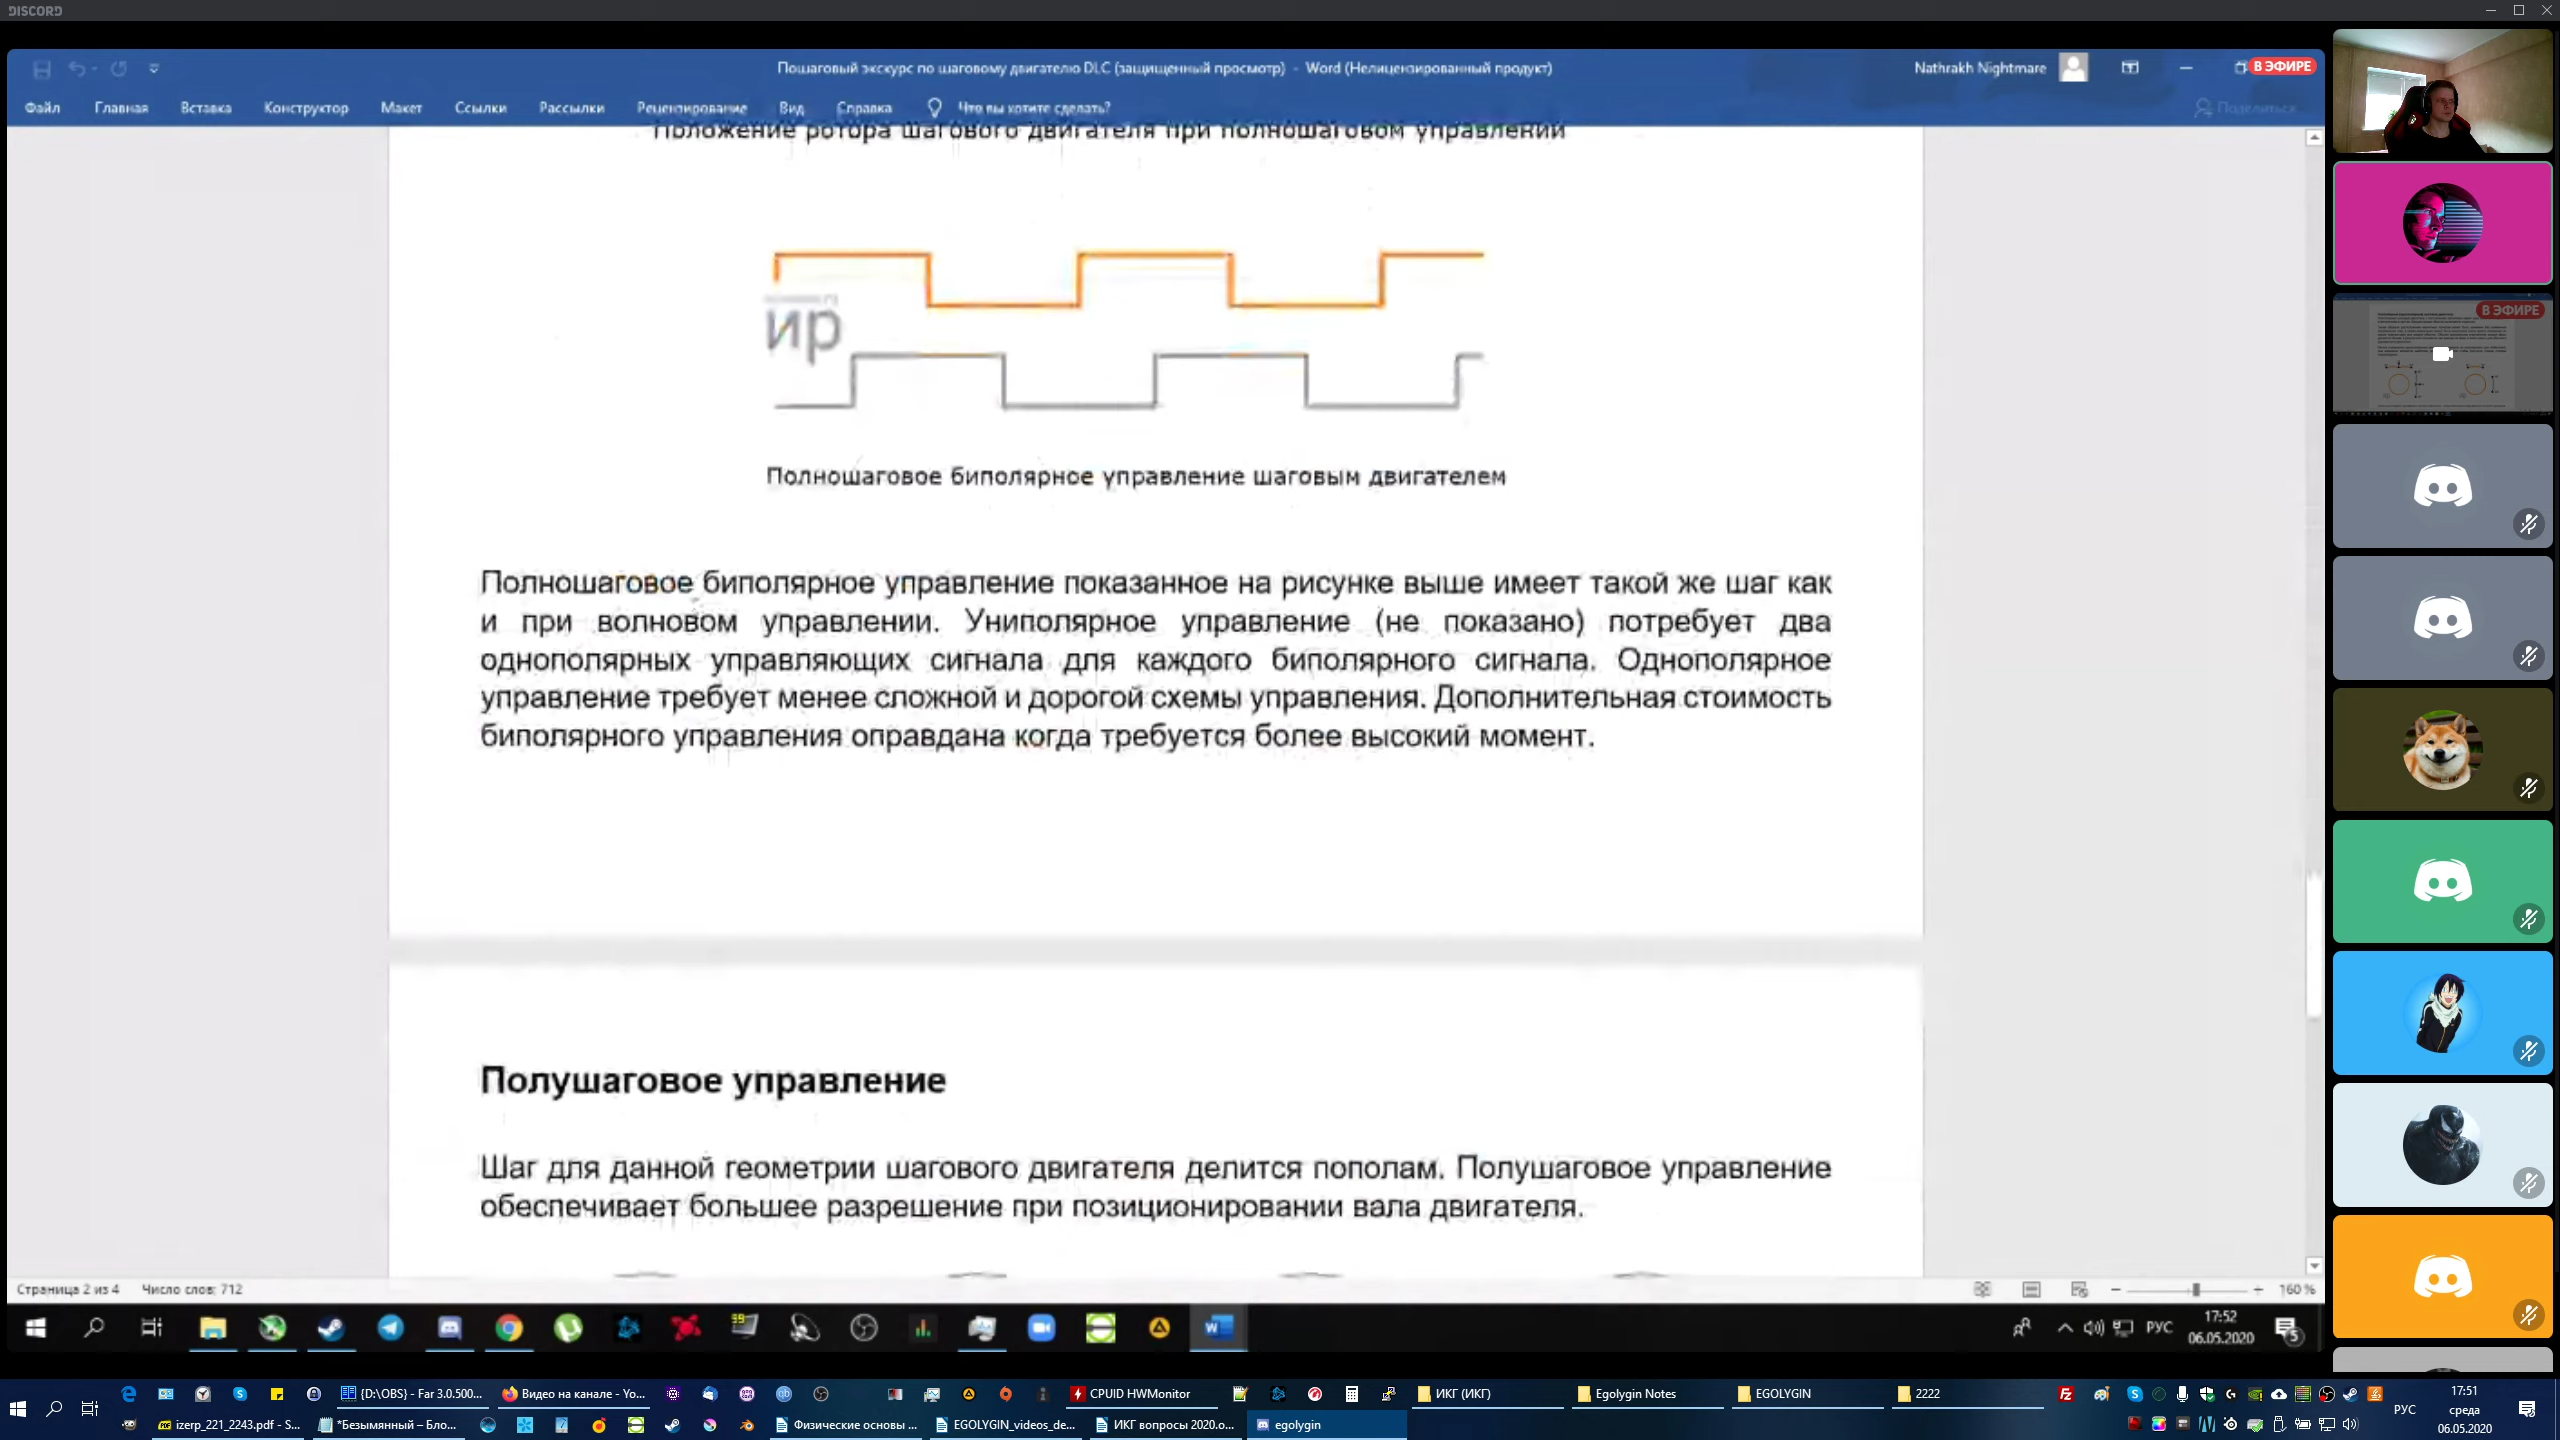 DISCORD
Пошаговый экскурс по шаговому двигателю DLC (защищенный просмотр) - Word (Нелицензированный продукт)
Nathrakh Nightmare
В ЭФИРЕ
Файл Главная Вставка Конструктор Макет Ссылки Рассылки Рецензирование Вид Справка Что вы хотите сделать? Поделиться
Положение ротора шагового двигателя при полношаговом управлении
ир
Полношаговое биполярное управление шаговым двигателем
Полношаговое биполярное управление показанное на рисунке выше имеет такой же шаг как
и при волновом управлении. Униполярное управление (не показано) потребует два
однополярных управляющих сигнала для каждого биполярного сигнала. Однополярное
управление требует менее сложной и дорогой схемы управления. Дополнительная стоимость
биполярного управления оправдана когда требуется более высокий момент.
Полушаговое управление
Шаг для данной геометрии шагового двигателя делится пополам. Полушаговое управление
обеспечивает большее разрешение при позиционировании вала двигателя.
Страница 2 из 4 Число слов: 712
160 %
В ЭФИРЕ
99
РУС
17:52
06.05.2020
5
{D:\OBS} - Far 3.0.500...
Видео на канале - Yo...
CPUID HWMonitor
ИКГ (ИКГ)
Egolygin Notes
EGOLYGIN
2222
izerp_221_2243.pdf - S...
*Безымянный – Бло...
Физические основы ...
EGOLYGIN_videos_de...
ИКГ вопросы 2020.o...
egolygin
РУС
17:51
среда
06.05.2020